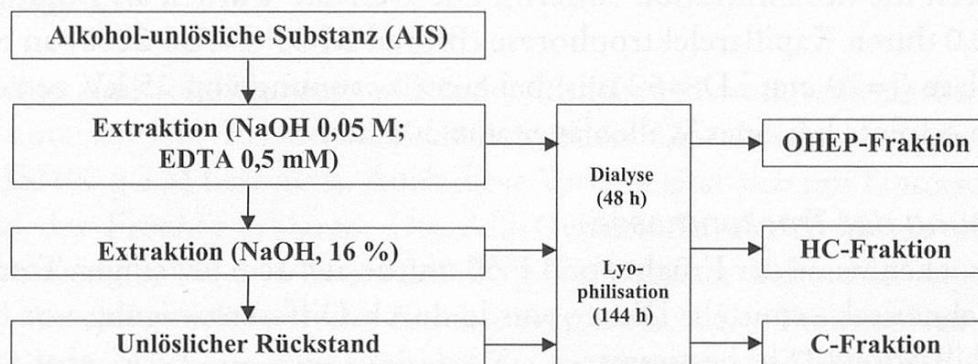 Alkohol-unlösliche Substanz (AIS)
Extraktion (NaOH 0,05 M;
EDTA 0,5 mM)
OHEP-Fraktion
Dialyse
(48 h)
Extraktion (NaOH, 16 %)
HC-Fraktion
Lyo-
philisation
(144 h)
Unlöslicher Rückstand
C-Fraktion